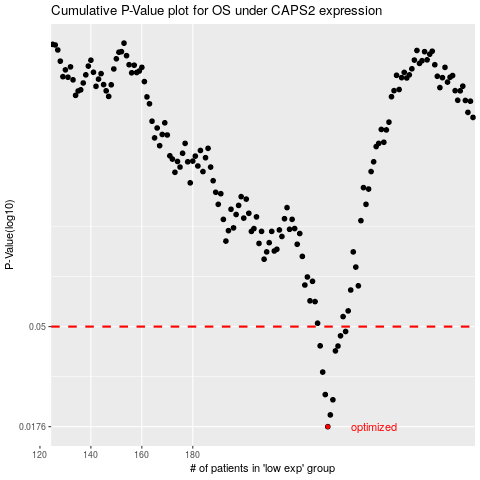 Cumulative P-Value plot for OS under CAPS2 expression
P-Value(log10)
0.05
0.0176
optimized
120 140 160 180
# of patients in 'low exp' group